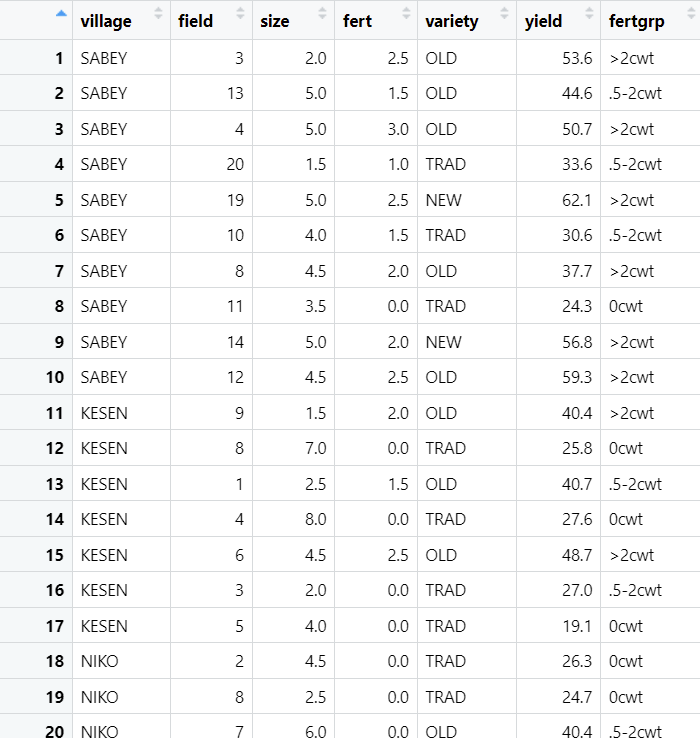 village field size fert variety yield fertgrp
1 SABEY 3 2.0 2.5 OLD 53.6 >2cwt
2 SABEY 13 5.0 1.5 OLD 44.6 .5-2cwt
3 SABEY 4 5.0 3.0 OLD 50.7 >2cwt
4 SABEY 20 1.5 1.0 TRAD 33.6 .5-2cwt
5 SABEY 19 5.0 2.5 NEW 62.1 >2cwt
6 SABEY 10 4.0 1.5 TRAD 30.6 .5-2cwt
7 SABEY 8 4.5 2.0 OLD 37.7 >2cwt
8 SABEY 11 3.5 0.0 TRAD 24.3 0cwt
9 SABEY 14 5.0 2.0 NEW 56.8 >2cwt
10 SABEY 12 4.5 2.5 OLD 59.3 >2cwt
11 KESEN 9 1.5 2.0 OLD 40.4 >2cwt
12 KESEN 8 7.0 0.0 TRAD 25.8 0cwt
13 KESEN 1 2.5 1.5 OLD 40.7 .5-2cwt
14 KESEN 4 8.0 0.0 TRAD 27.6 0cwt
15 KESEN 6 4.5 2.5 OLD 48.7 >2cwt
16 KESEN 3 2.0 0.0 TRAD 27.0 .5-2cwt
17 KESEN 5 4.0 0.0 TRAD 19.1 0cwt
18 NIKO 2 4.5 0.0 TRAD 26.3 0cwt
19 NIKO 8 2.5 0.0 TRAD 24.7 0cwt
20 NIKO 7 6.0 0.0 OLD 40.4 .5-2cwt